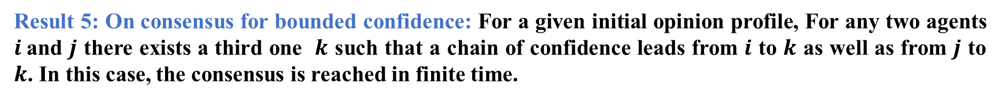 Result 5: On consensus for bounded confidence: For a given initial opinion profile, For any two agents
i and j there exists a third one k such that a chain of confidence leads from i to k as well as from j to
k. In this case, the consensus is reached in finite time.